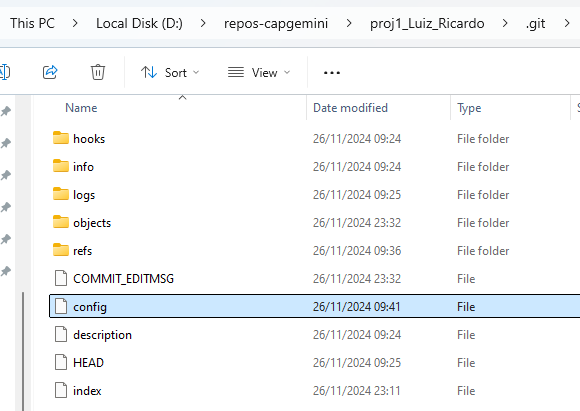 This PC > Local Disk (D:) > repos-capgemini > proj1_Luiz_Ricardo > .git >
Sort View ...
Name Date modified Type
hooks 26/11/2024 09:24 File folder
info 26/11/2024 09:24 File folder
logs 26/11/2024 09:25 File folder
objects 26/11/2024 23:32 File folder
refs 26/11/2024 09:36 File folder
COMMIT_EDITMSG 26/11/2024 23:32 File
config 26/11/2024 09:41 File
description 26/11/2024 09:24 File
HEAD 26/11/2024 09:25 File
index 26/11/2024 23:11 File